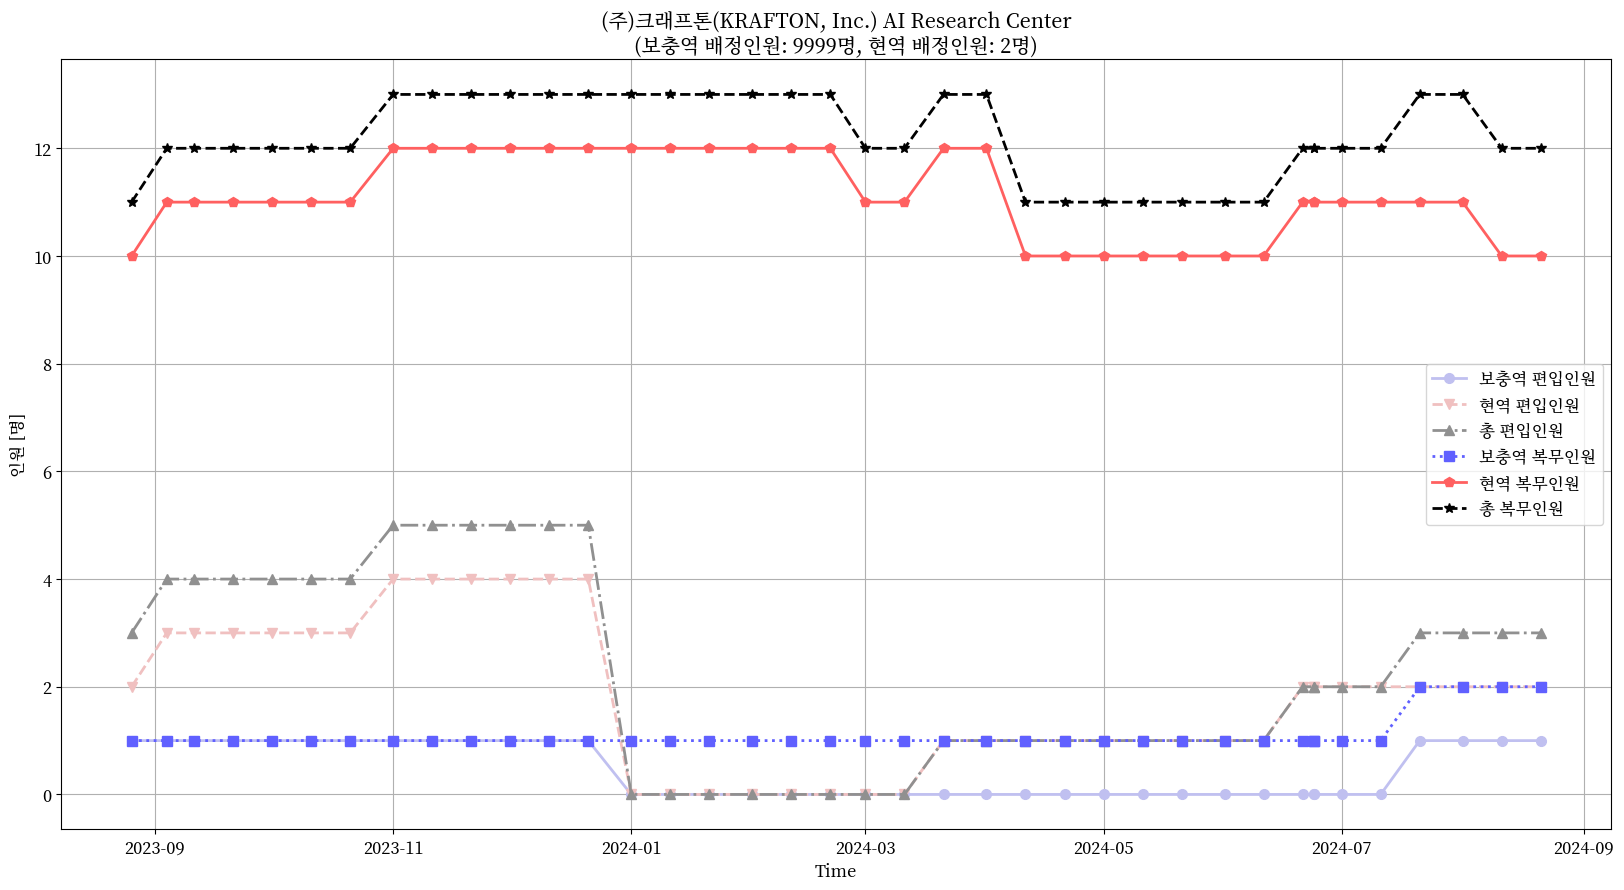 (주)크래프톤(KRAFTON, Inc.) AI Research Center
(보충역 배정인원: 9999명, 현역 배정인원: 2명)
12
10
8
6
4
2
0
인원 [명]
보충역 편입인원
현역 편입인원
총 편입인원
보충역 복무인원
현역 복무인원
총 복무인원
2023-09
2023-11
2024-01
2024-03
2024-05
2024-07
2024-09
Time